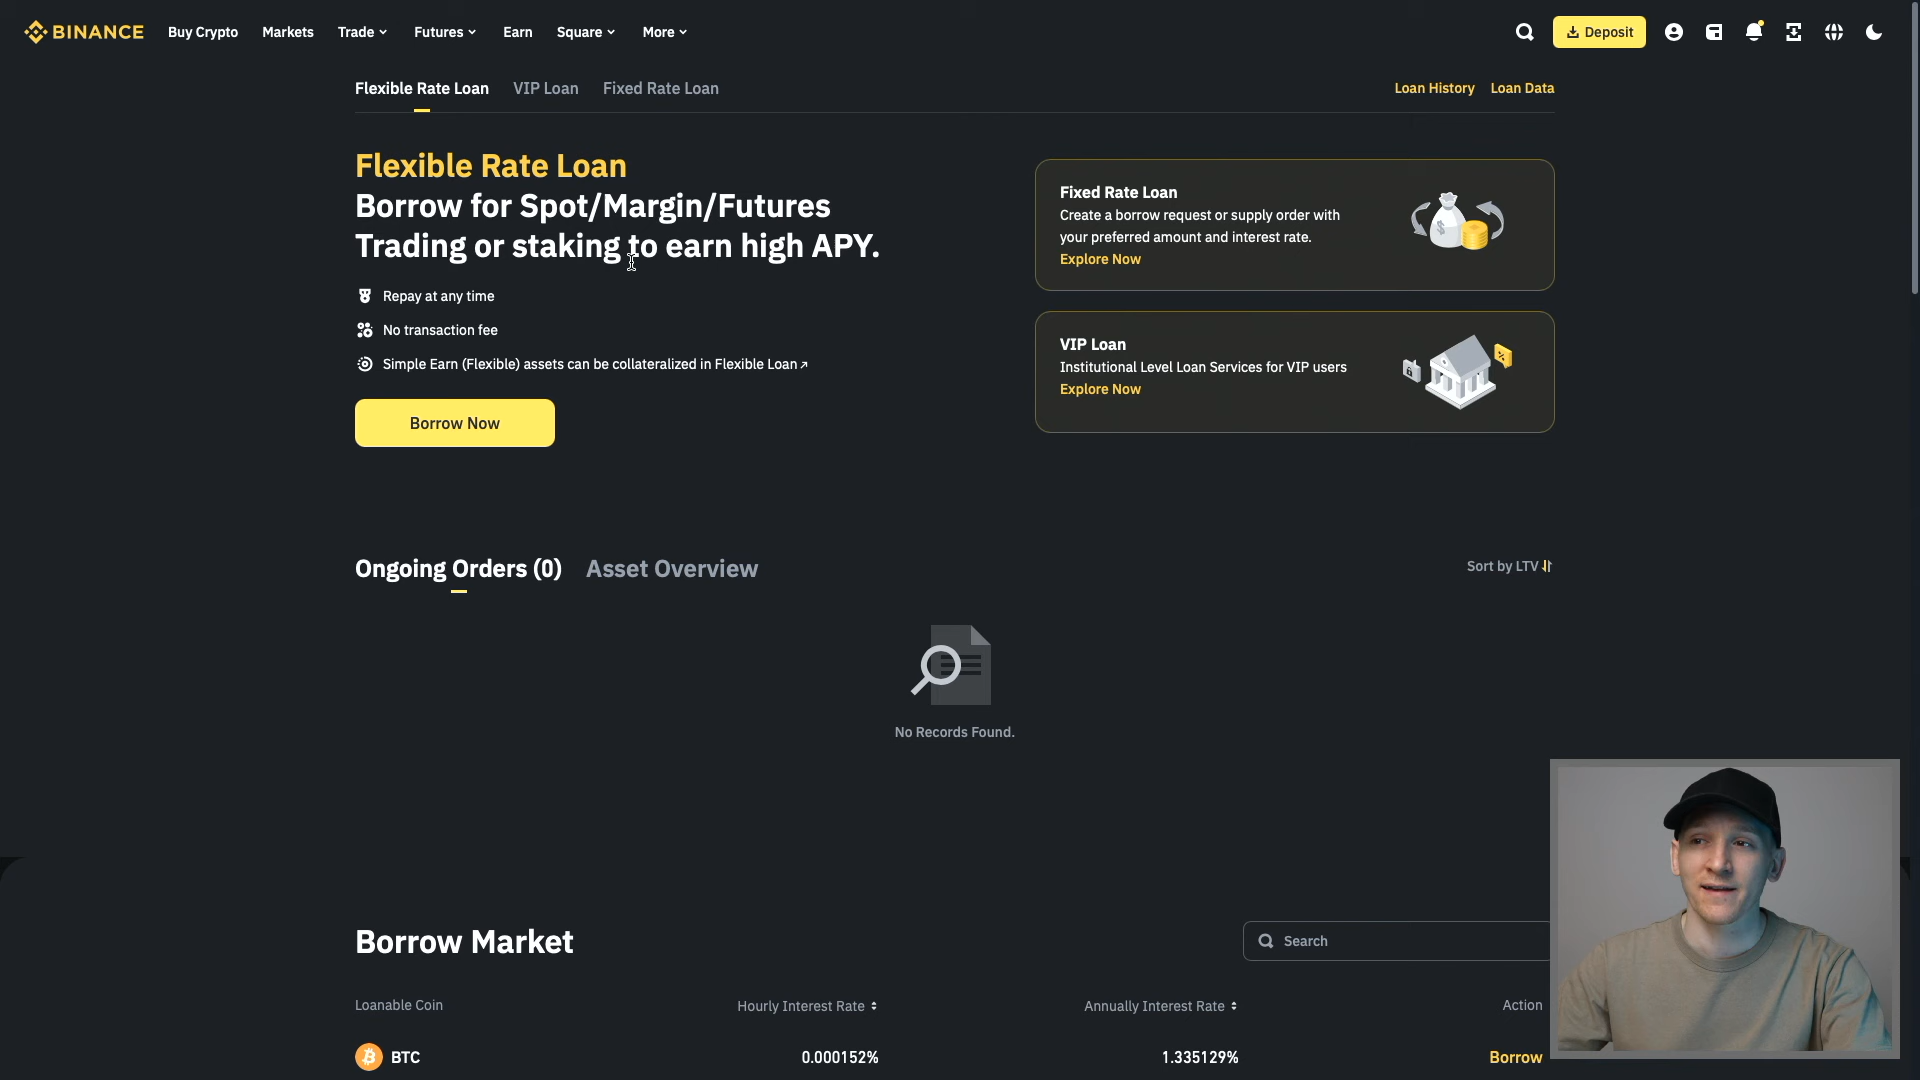 BINANCE Buy Crypto Markets Trade Futures Earn Square More Deposit
Flexible Rate Loan VIP Loan Fixed Rate Loan Loan History Loan Data
Flexible Rate Loan
Borrow for Spot/Margin/Futures
Trading or staking to earn high APY.
Repay at any time
No transaction fee
Simple Earn (Flexible) assets can be collateralized in Flexible Loan
Borrow Now
Fixed Rate Loan
Create a borrow request or supply order with
your preferred amount and interest rate.
Explore Now
VIP Loan
Institutional Level Loan Services for VIP users
Explore Now
Ongoing Orders (0) Asset Overview Sort by LTV
No Records Found.
Borrow Market Search
Loanable Coin Hourly Interest Rate Annually Interest Rate Action
BTC 0.000152% 1.335129% Borrow